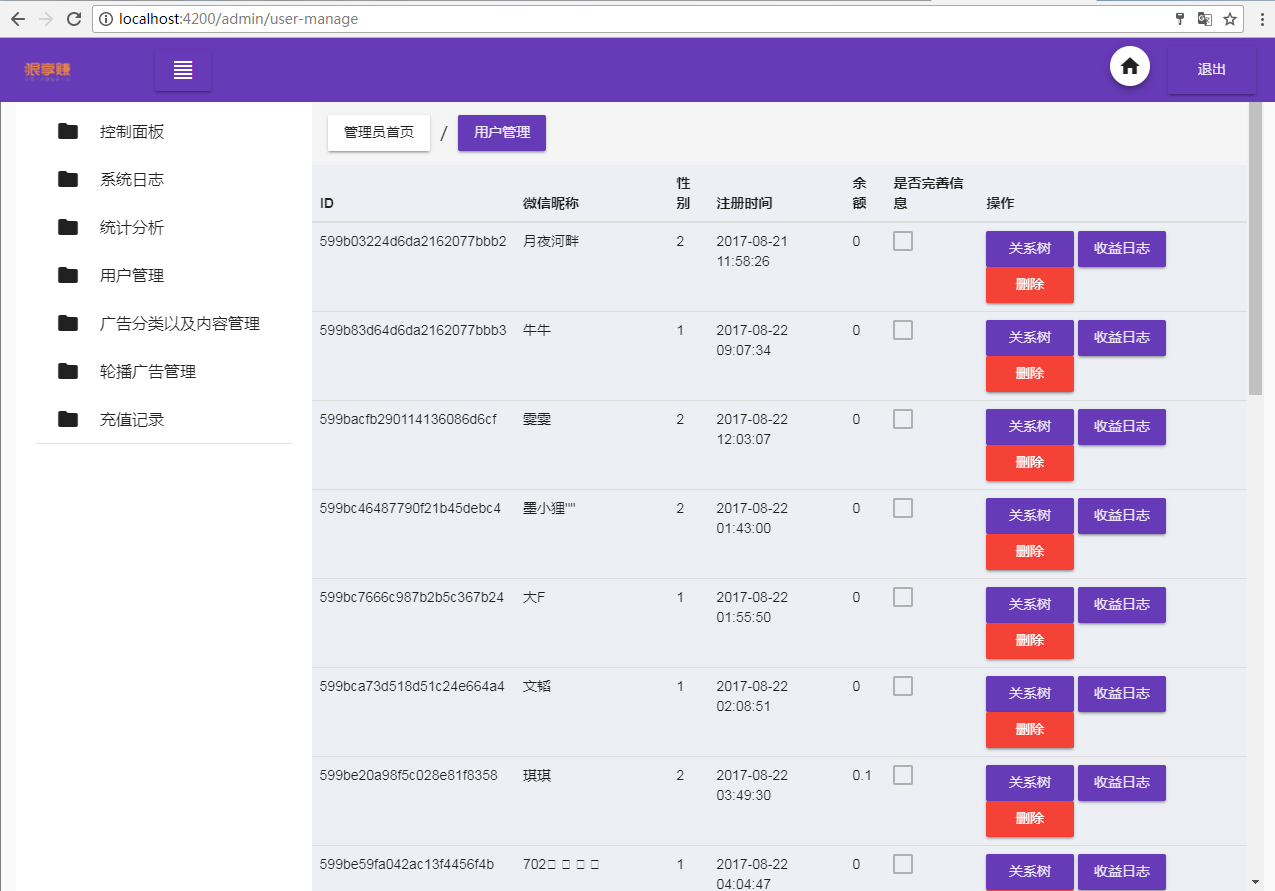 localhost:4200/admin/user-manage
狠享赚
退出
控制面板
系统日志
统计分析
用户管理
广告分类以及内容管理
轮播广告管理
充值记录
管理员首页 / 用户管理
ID 微信昵称 性别 注册时间 余额 是否完善信息 操作
599b03224d6da2162077bbb2 月夜河畔 2 2017-08-21 0 关系树 收益日志
11:58:26
删除
599b83d64d6da2162077bbb3 牛牛 1 2017-08-22 0 关系树 收益日志
09:07:34
删除
599bacfb290114136086d6cf 雯雯 2 2017-08-22 0 关系树 收益日志
12:03:07
删除
599bc46487790f21b45debc4 墨小狸"" 2 2017-08-22 0 关系树 收益日志
01:43:00
删除
599bc7666c987b2b5c367b24 大F 1 2017-08-22 0 关系树 收益日志
01:55:50
删除
599bca73d518d51c24e664a4 文韬 1 2017-08-22 0 关系树 收益日志
02:08:51
删除
599be20a98f5c028e81f8358 琪琪 2 2017-08-22 0.1 关系树 收益日志
03:49:30
删除
599be59fa042ac13f4456f4b 702 1 2017-08-22 0 关系树 收益日志
04:04:47